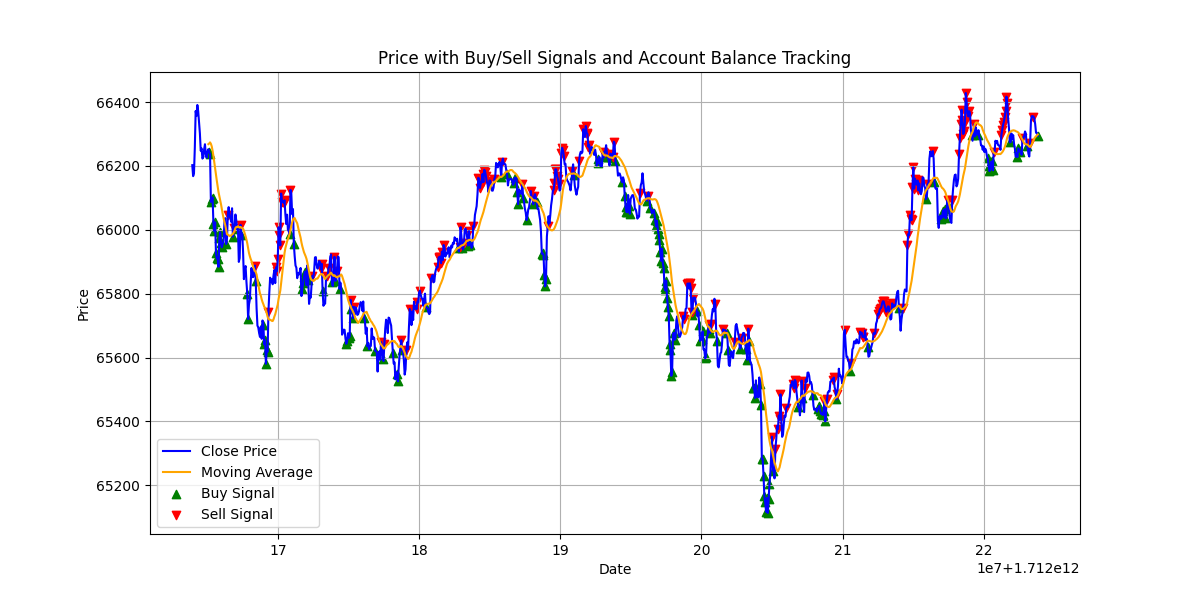 Price with Buy/Sell Signals and Account Balance Tracking
66400
66200
66000
65800
65600
65400
65200
Price
Close Price
Moving Average
Buy Signal
Sell Signal
17 18 19 20 21 22
Date
1e7+1.712e12